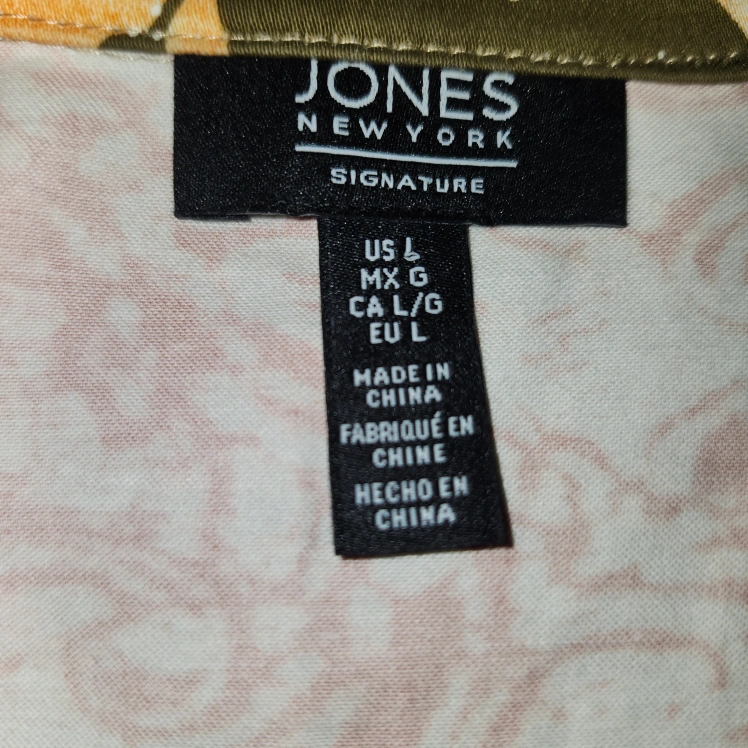 JONES
NEW YORK
SIGNATURE
US L
MX G
CA L/G
EU L
MADE IN
CHINA
FABRIQUÉ EN
CHINE
HECHO EN
CHINA